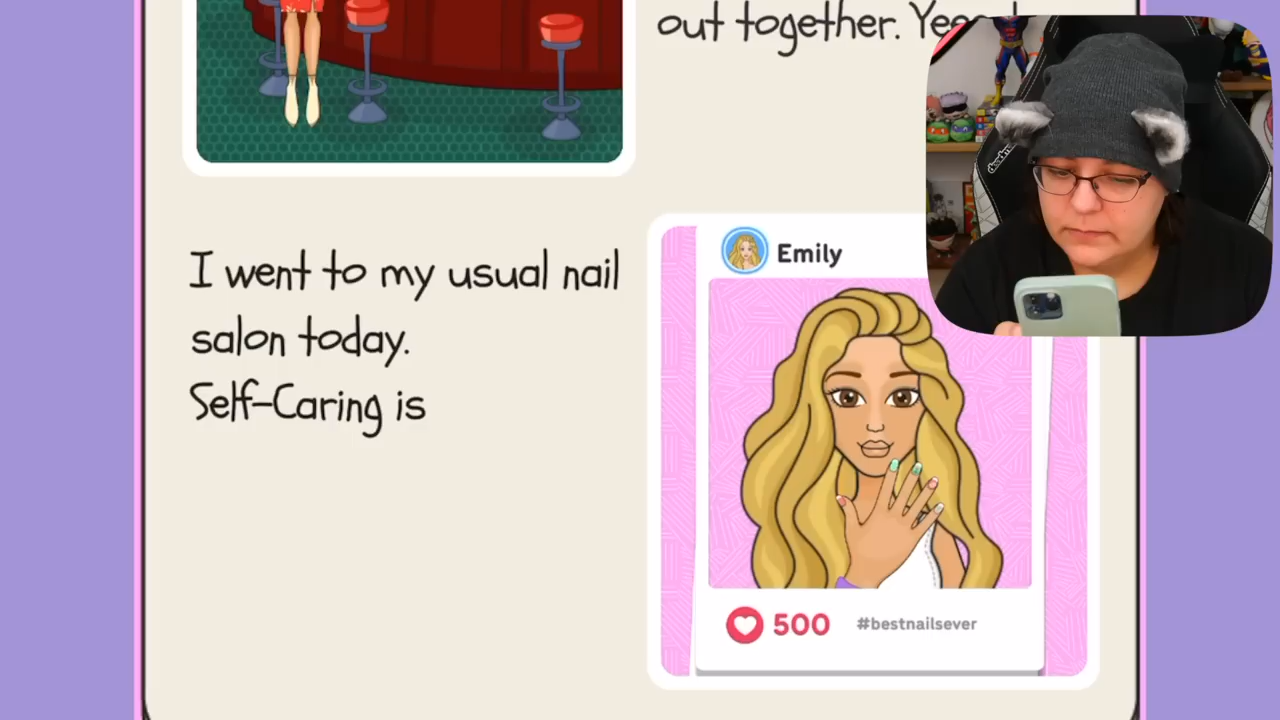 out together.
I went to my usual nail
salon today.
Self-Caring is
Emily
500 #bestnailsever